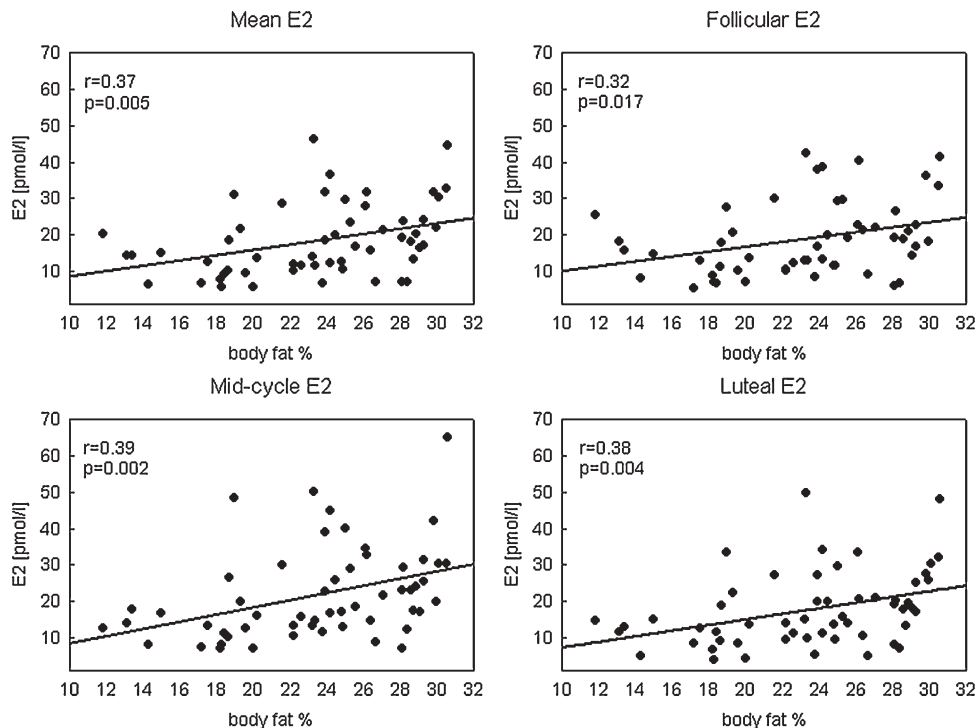 Mean E2
Follicular E2
70
60
50
40
30
20
10
E2 [pmol/l]
r=0.37
p=0.005
10 12 14 16 18 20 22 24 26 28 30 32
body fat %
70
60
50
40
30
20
10
E2 [pmol/l]
r=0.32
p=0.017
10 12 14 16 18 20 22 24 26 28 30 32
body fat %
Mid-cycle E2
Luteal E2
70
60
50
40
30
20
10
E2 [pmol/l]
r=0.39
p=0.002
10 12 14 16 18 20 22 24 26 28 30 32
body fat %
70
60
50
40
30
20
10
E2 [pmol/l]
r=0.38
p=0.004
10 12 14 16 18 20 22 24 26 28 30 32
body fat %